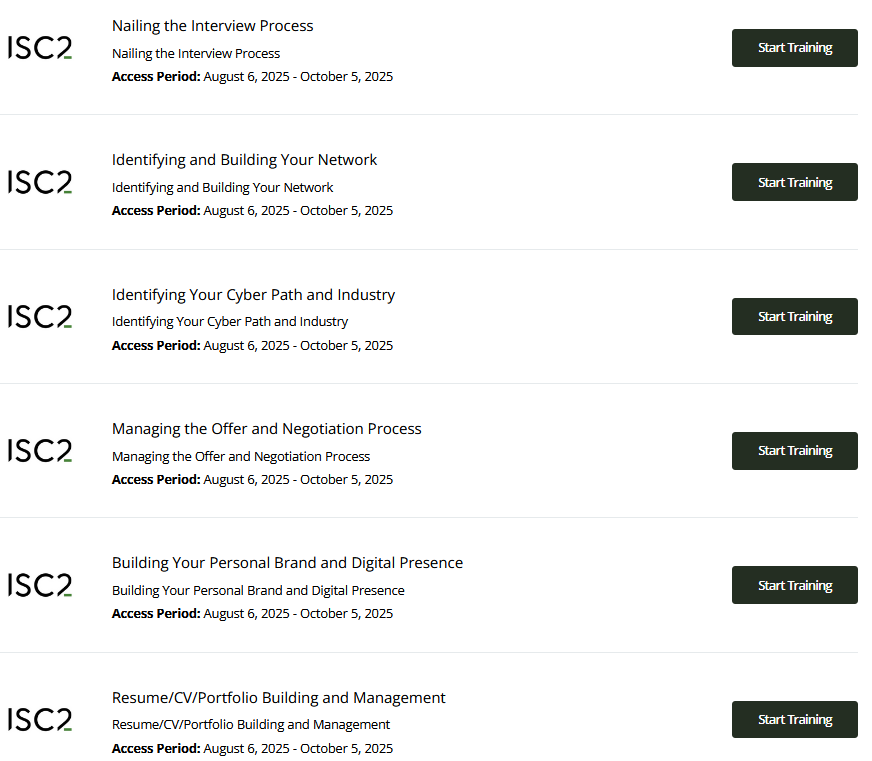 ISC2
Nailing the Interview Process
Nailing the Interview Process
Access Period: August 6, 2025 - October 5, 2025
Start Training
ISC2
Identifying and Building Your Network
Identifying and Building Your Network
Access Period: August 6, 2025 - October 5, 2025
Start Training
ISC2
Identifying Your Cyber Path and Industry
Identifying Your Cyber Path and Industry
Access Period: August 6, 2025 - October 5, 2025
Start Training
ISC2
Managing the Offer and Negotiation Process
Managing the Offer and Negotiation Process
Access Period: August 6, 2025 - October 5, 2025
Start Training
ISC2
Building Your Personal Brand and Digital Presence
Building Your Personal Brand and Digital Presence
Access Period: August 6, 2025 - October 5, 2025
Start Training
ISC2
Resume/CV/Portfolio Building and Management
Resume/CV/Portfolio Building and Management
Access Period: August 6, 2025 - October 5, 2025
Start Training